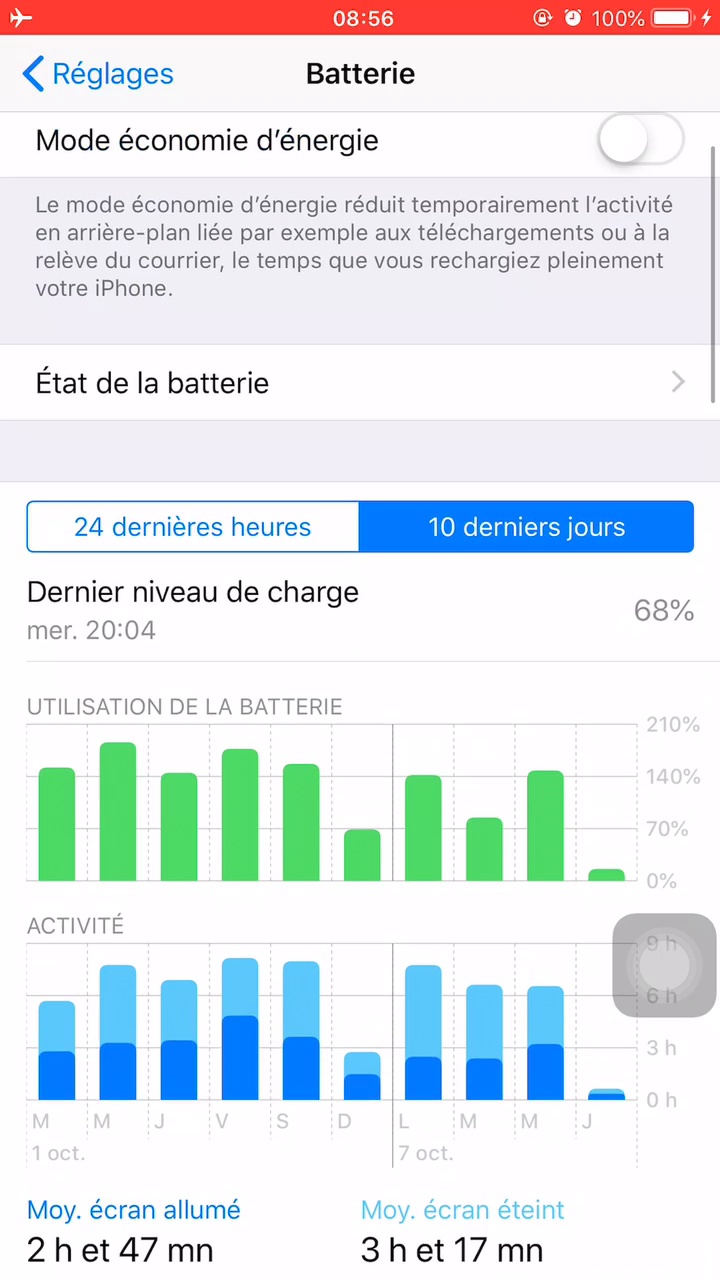 08:56
100%
Réglages
Batterie
Mode économie d’énergie
Le mode économie d’énergie réduit temporairement l’activité
en arrière-plan liée par exemple aux téléchargements ou à la
relève du courrier, le temps que vous rechargiez pleinement
votre iPhone.
État de la batterie
24 dernières heures
10 derniers jours
Dernier niveau de charge
mer. 20:04
68%
UTILISATION DE LA BATTERIE
210%
140%
70%
0%
ACTIVITÉ
9 h
6 h
3 h
0 h
M M J V S D L M M J
1 oct. 7 oct.
Moy. écran allumé
2 h et 47 mn
Moy. écran éteint
3 h et 17 mn